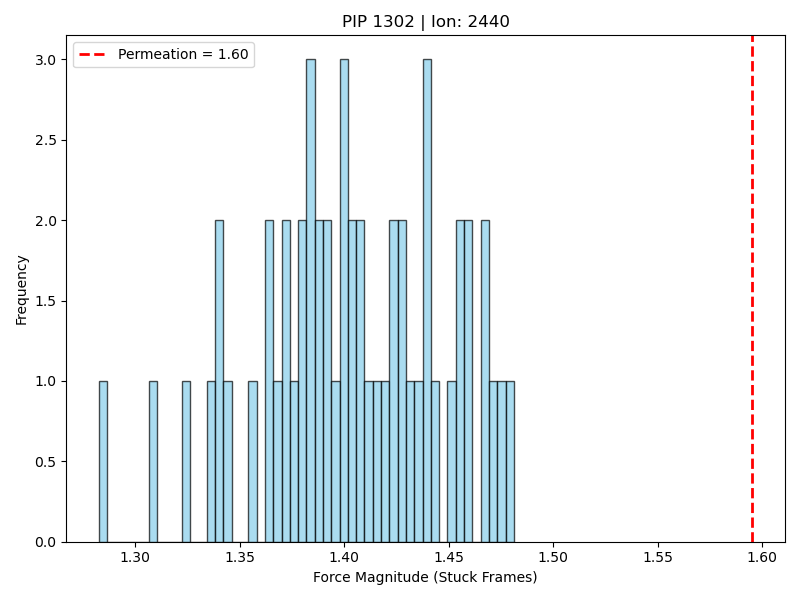 PIP 1302 | Ion: 2440
Permeation = 1.60
3.0
2.5
2.0
1.5
1.0
0.5
0.0
Frequency
1.30 1.35 1.40 1.45 1.50 1.55 1.60
Force Magnitude (Stuck Frames)